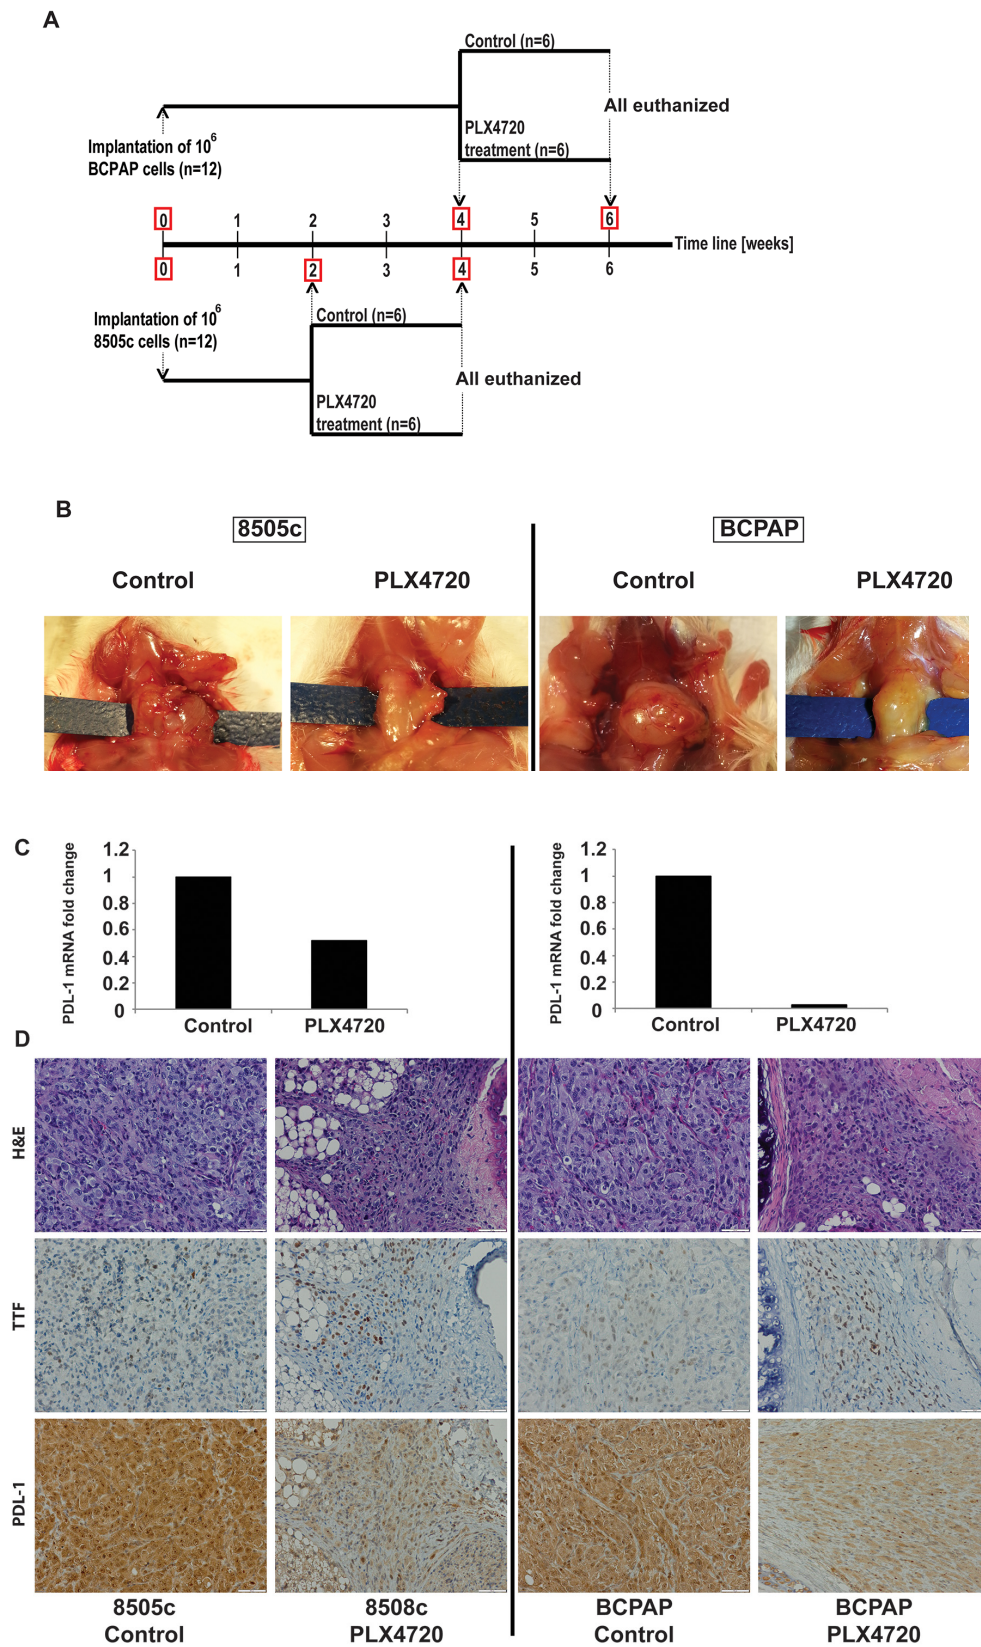 A
Control (n=6)
All euthanized
PLX4720
treatment (n=6)
Implantation of 10^6
BCPAP cells (n=12)
0 1 2 3 4 5 6
Time line [weeks]
0 1 2 3 4 5 6
Implantation of 10^6
8505c cells (n=12)
Control (n=6)
All euthanized
PLX4720
treatment (n=6)
B
8505c
BCPAP
Control PLX4720 Control PLX4720
C
PDL-1 mRNA fold change
1.2
1
0.8
0.6
0.4
0.2
0
Control PLX4720
PDL-1 mRNA fold change
1.2
1
0.8
0.6
0.4
0.2
0
Control PLX4720
D
H&E
TTF
PDL-1
8505c
Control
8508c
PLX4720
BCPAP
Control
BCPAP
PLX4720